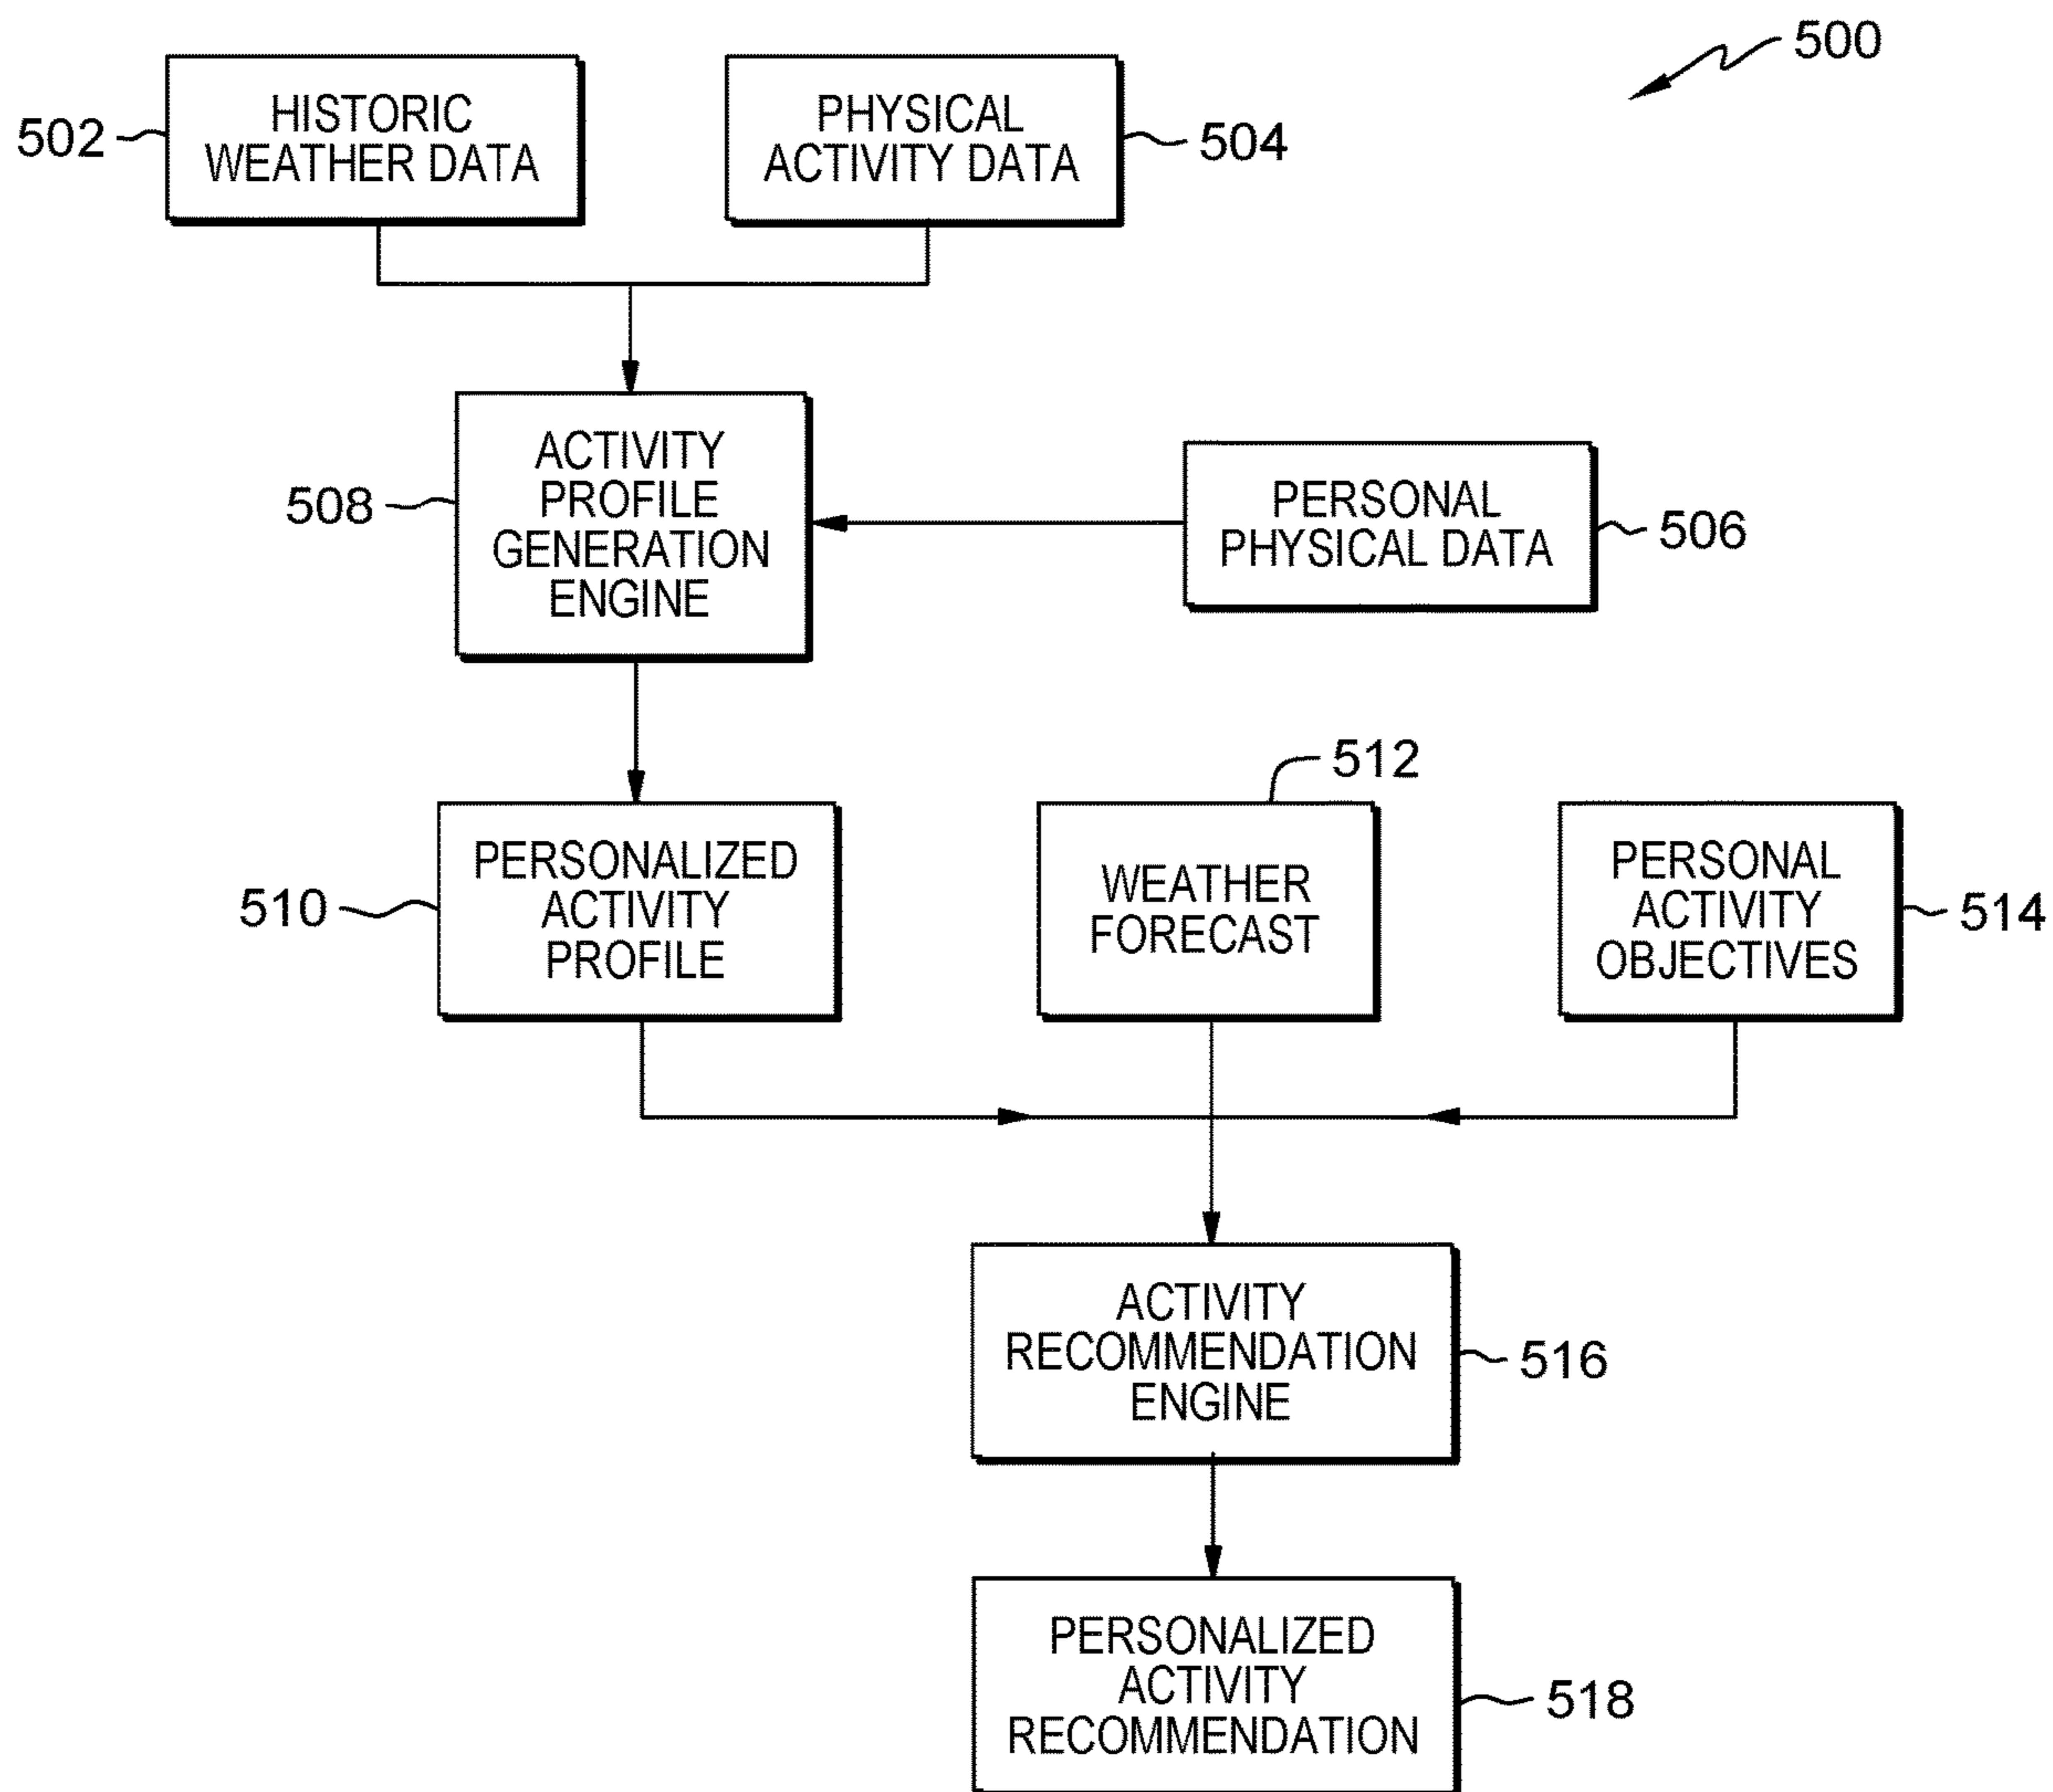 500
502
HISTORIC
WEATHER DATA
PHYSICAL
ACTIVITY DATA
504
508
ACTIVITY
PROFILE
GENERATION
ENGINE
PERSONAL
PHYSICAL DATA
506
512
510
PERSONALIZED
ACTIVITY
PROFILE
WEATHER
FORECAST
PERSONAL
ACTIVITY
OBJECTIVES
514
ACTIVITY
RECOMMENDATION
ENGINE
516
PERSONALIZED
ACTIVITY
RECOMMENDATION
518